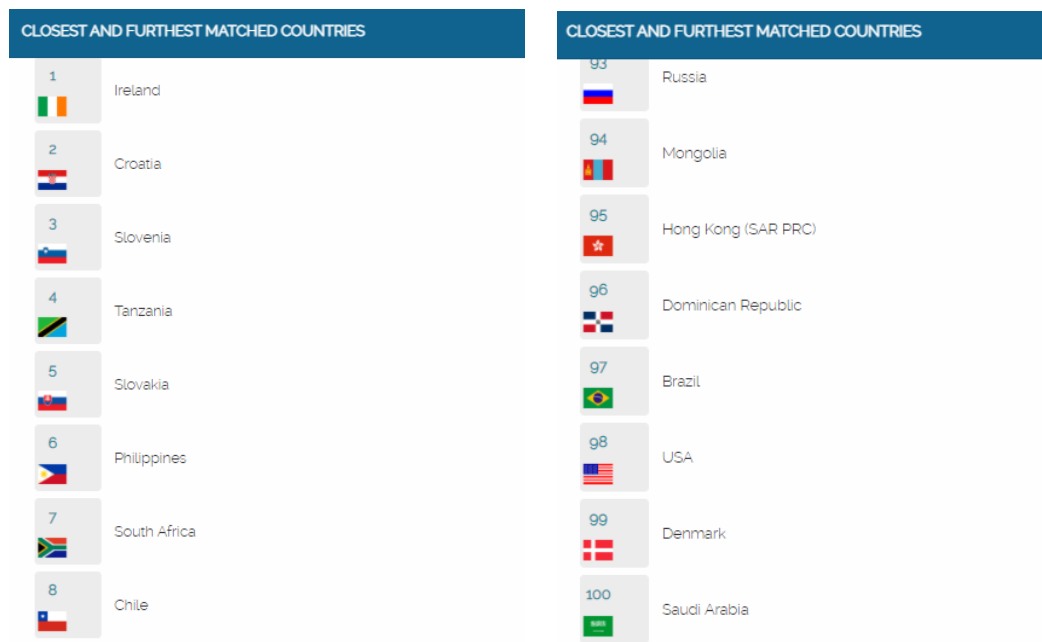 CLOSEST AND FURTHEST MATCHED COUNTRIES
1
Ireland
2
Croatia
3
Slovenia
4
Tanzania
5
Slovakia
6
Philippines
7
South Africa
8
Chile
CLOSEST AND FURTHEST MATCHED COUNTRIES
93
Russia
94
Mongolia
95
Hong Kong (SAR PRC)
96
Dominican Republic
97
Brazil
98
USA
99
Denmark
100
Saudi Arabia